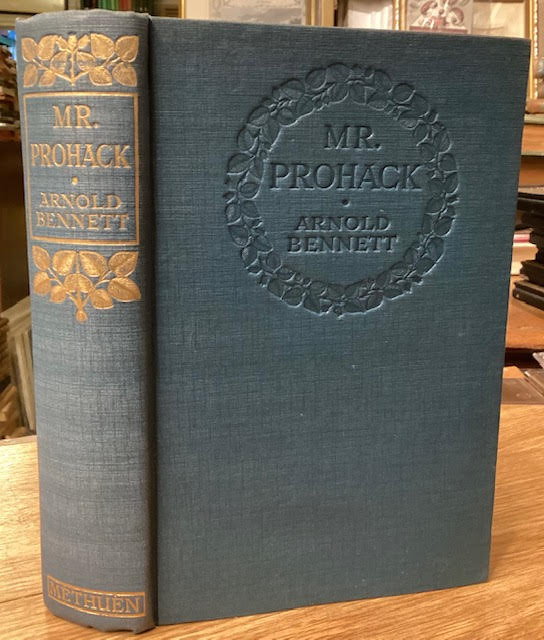 MR.
PROHACK
ARNOLD
BENNETT
METHUEN
MR.
PROHACK
ARNOLD
BENNETT